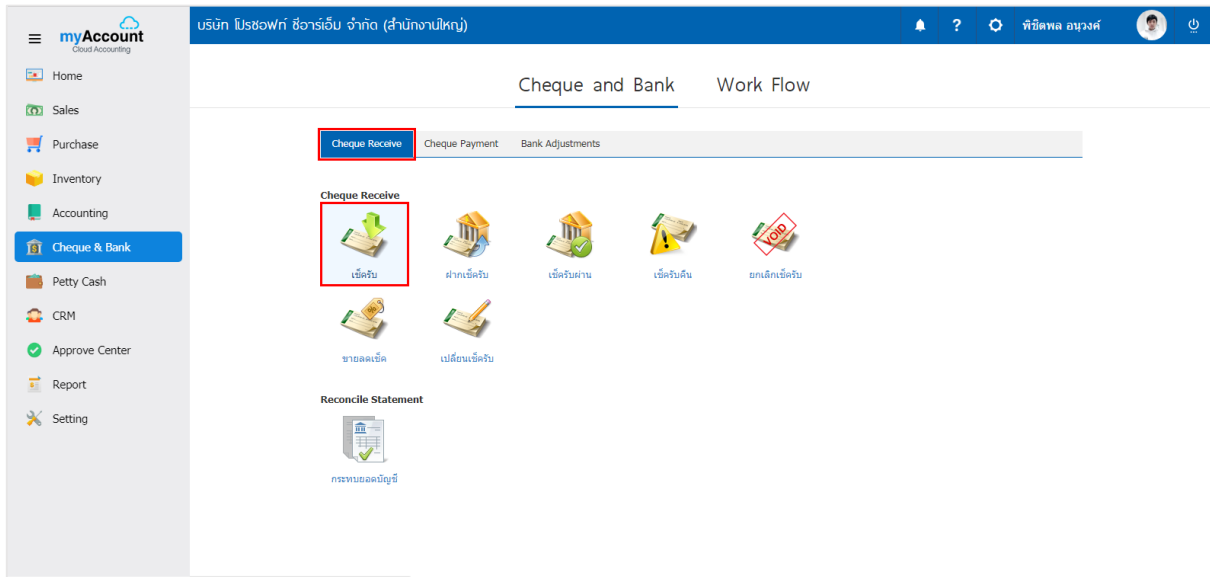 myAccount
Cloud Accounting
บริษัท โปรซอฟท์ ซีอาร์เอ็ม จำกัด (สำนักงานใหญ่)
?
พิชิตพล อนุวงค์
Home
Sales
Purchase
Inventory
Accounting
Cheque & Bank
Petty Cash
CRM
Approve Center
Report
Setting
Cheque and Bank Work Flow
Cheque Receive Cheque Payment Bank Adjustments
Cheque Receive
VOID
เช็ครับ ฝากเช็ครับ เช็ครับผ่าน เช็ครับคืน ยกเลิกเช็ครับ
ขายลดเช็ค เปลี่ยนเช็ครับ
Reconcile Statement
กระทบยอดบัญชี